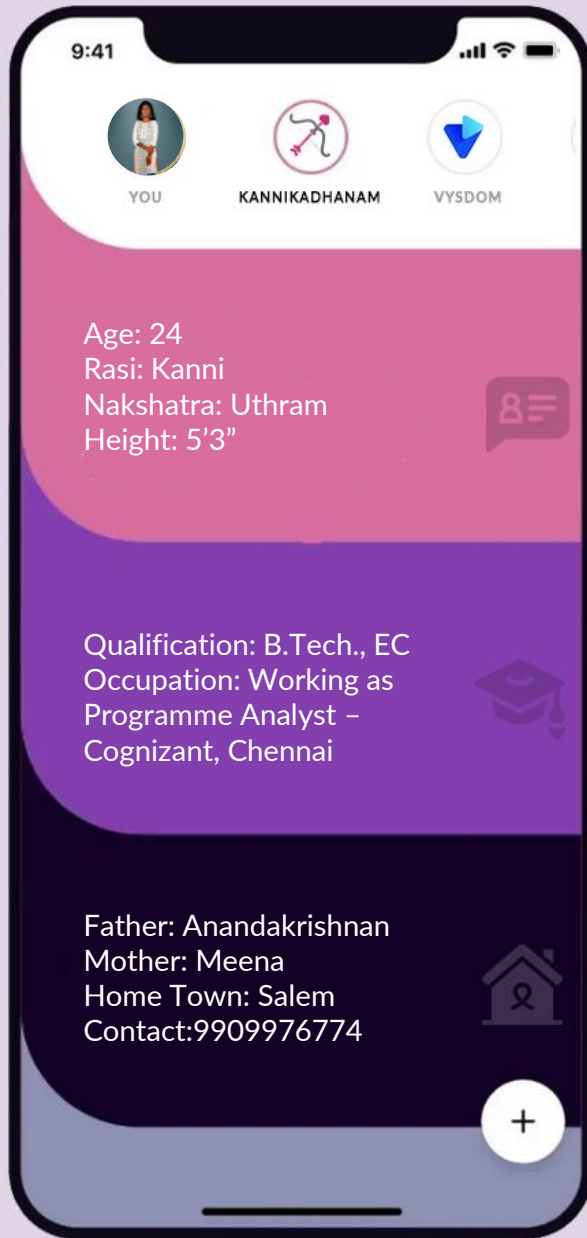 9:41
YOU
KANNIKADHANAM
VYSDOM
Age: 24
Rasi: Kanni
Nakshatra: Uthram
Height: 5’3”
Qualification: B.Tech., EC
Occupation: Working as
Programme Analyst –
Cognizant, Chennai
Father: Anandakrishnan
Mother: Meena
Home Town: Salem
Contact:9909976774